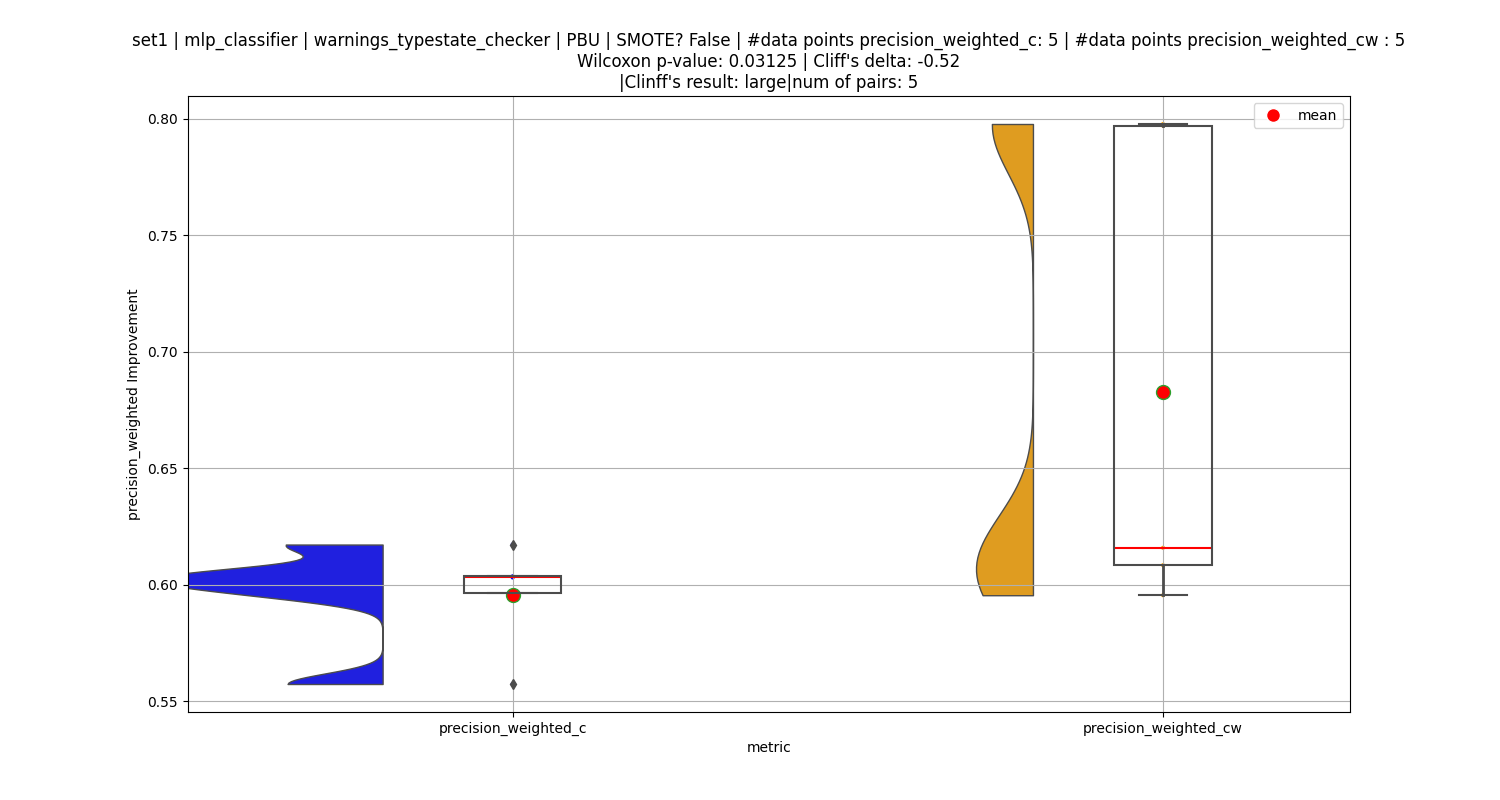 set1 | mlp_classifier | warnings_typestate_checker | PBU | SMOTE? False | #data points precision_weighted_c: 5 | #data points precision_weighted_cw : 5
Wilcoxon p-value: 0.03125 | Cliff's delta: -0.52
|Clinff's result: large|num of pairs: 5
mean
0.80
0.75
0.70
0.65
0.60
0.55
precision_weighted Improvement
precision_weighted_c
precision_weighted_cw
metric